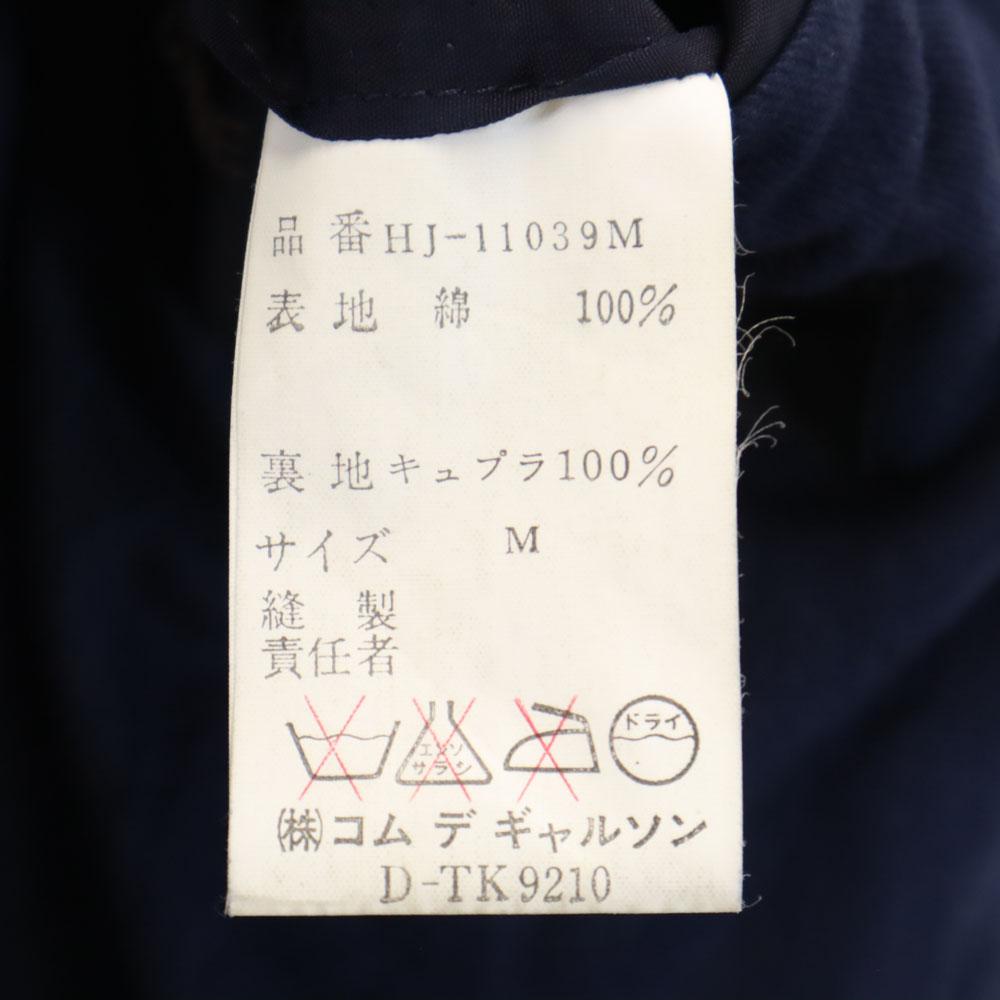 品番HJ-11039M
表地 綿 100%
裏地キュプラ100%
サイズ M
縫製
責任者
エンソ
サラシ
ドライ
(株)コム デ ギャルソン
D-TK9210